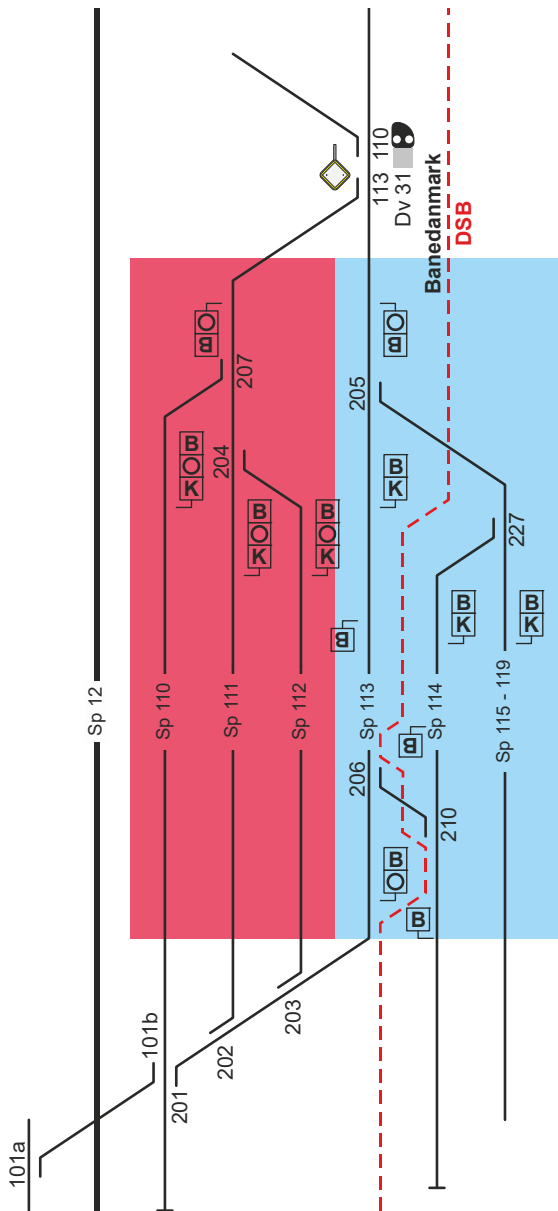 110
113
Dv 31
Banedanmark
DSB
O
B
207
O
B
205
B
O
K
204
B
O
K
B
O
K
B
K
227
B
K
B
K
B
Sp 12
Sp 110
Sp 111
Sp 112
Sp 113
Sp 114
Sp 115 - 119
B
206
210
B
O
B
203
202
101b
201
101a